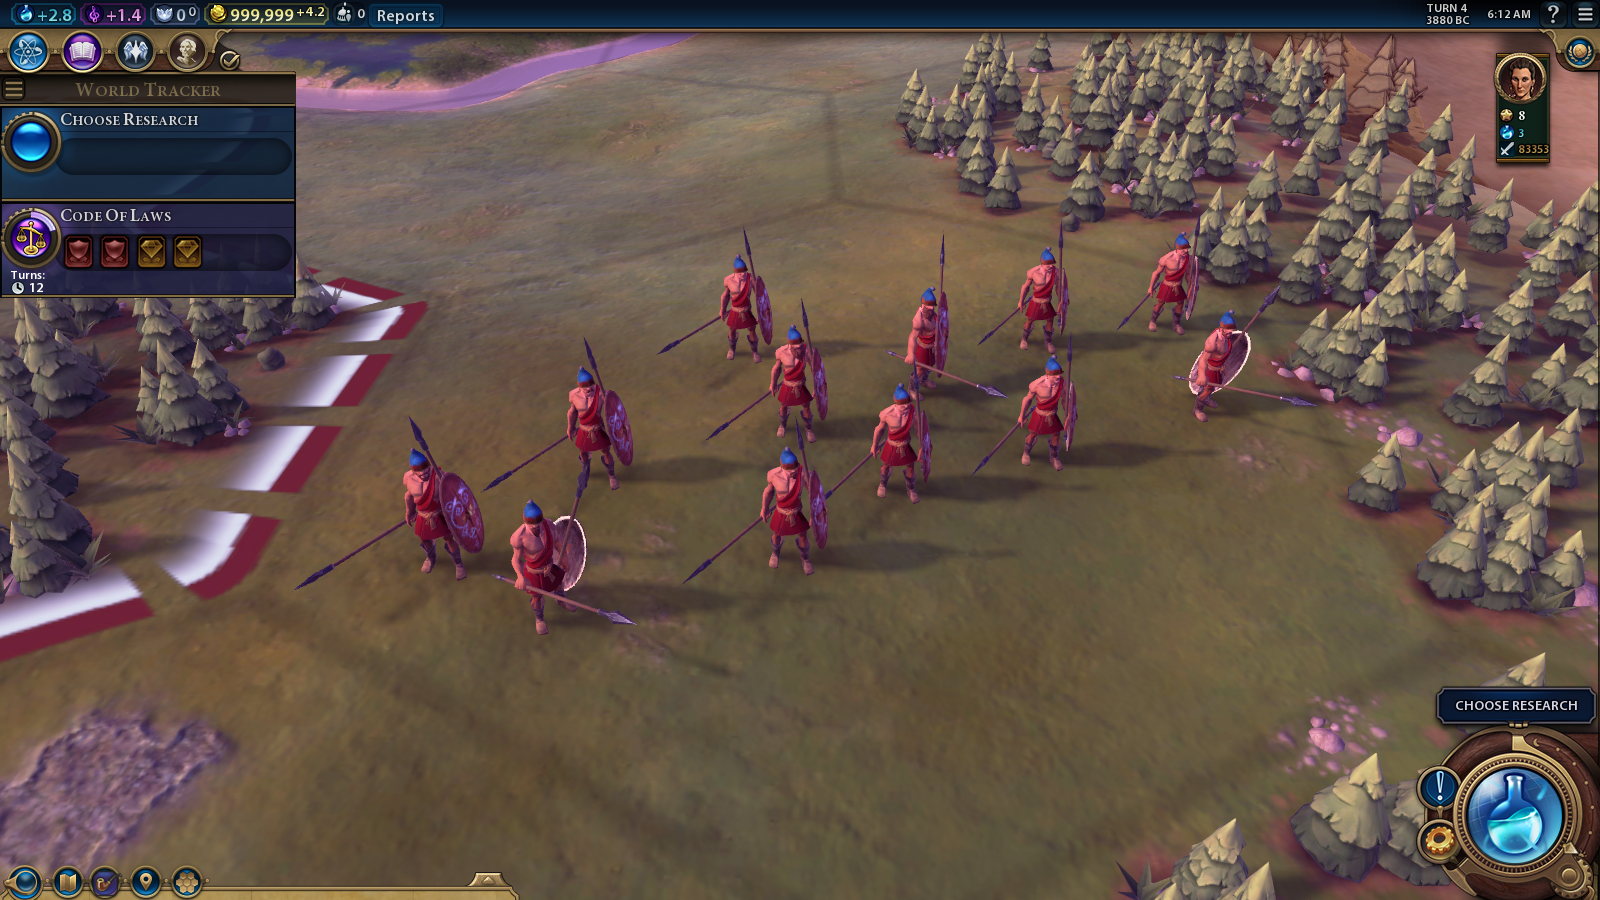 +2.8 +1.4 0 0 999,999 +4.2 0 Reports
TURN 4
3880 BC
6:12 AM ?
WORLD TRACKER
CHOOSE RESEARCH
CODE OF LAWS
Turns:
12
8
3
83353
CHOOSE RESEARCH
!